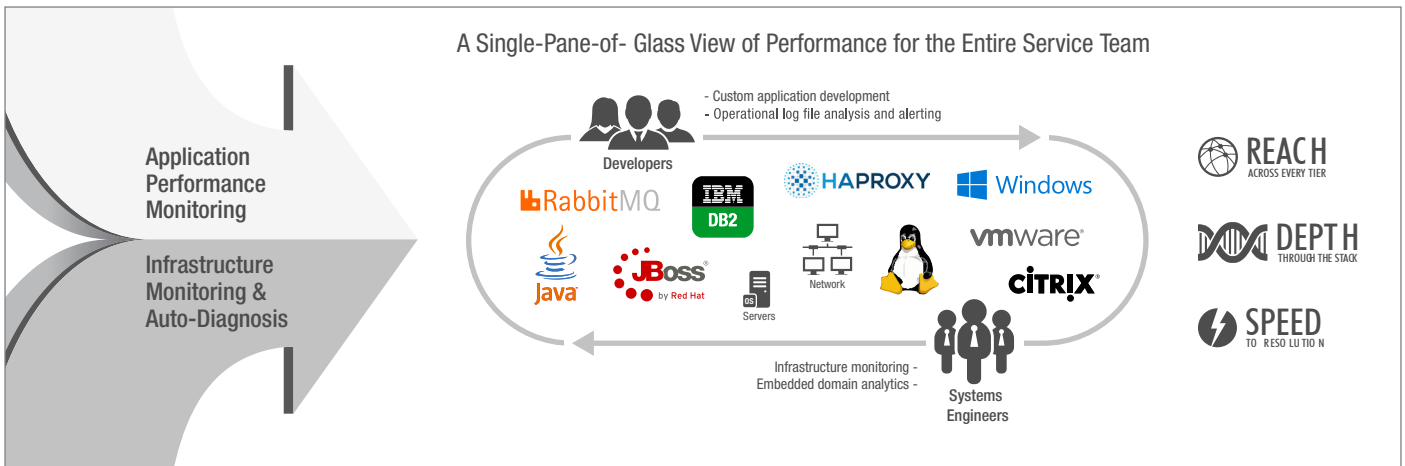 A Single-Pane-of- Glass View of Performance for the Entire Service Team
Application
Performance
Monitoring
Infrastructure
Monitoring &
Auto-Diagnosis
- Custom application development
- Operational log file analysis and alerting
Developers
RabbitMQ
IBM
DB2
HAPROXY
Windows
Java
JBoss®
by Red Hat
OS
Servers
Network
vmware®
CITRIX®
Infrastructure monitoring -
Embedded domain analytics -
Systems
Engineers
REACH
ACROSS EVERY TIER
DEPTH
THROUGH THE STACK
SPEED
TO RESOLUTION